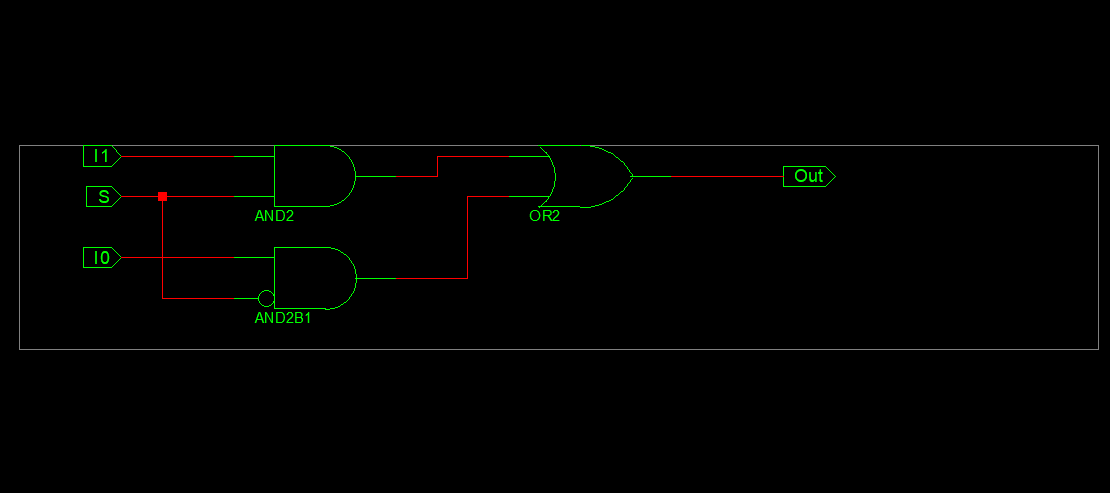 I1
S
AND2
OR2
Out
I0
AND2B1